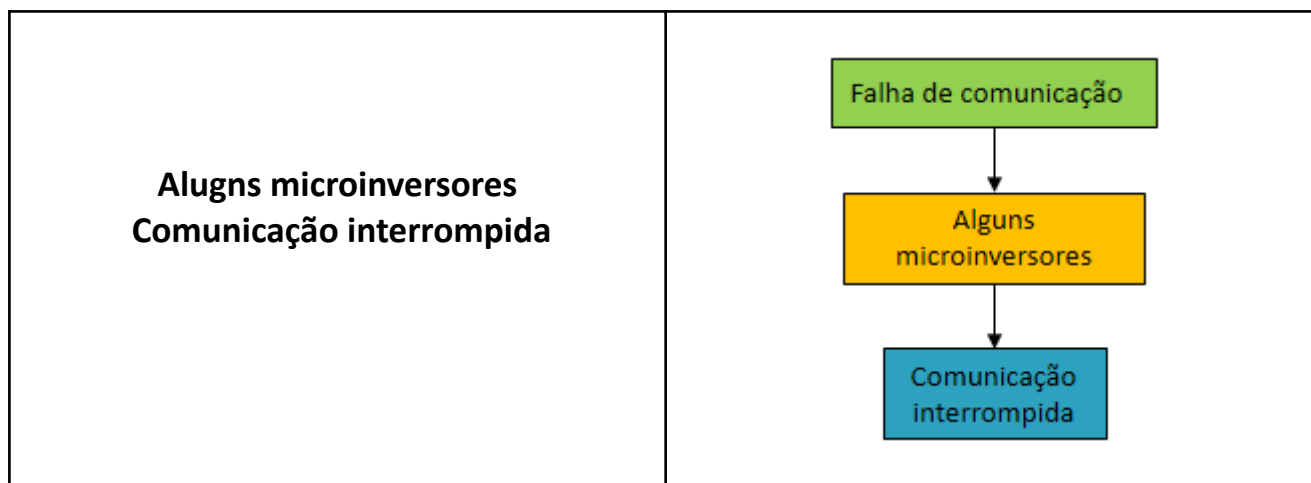 Alugns microinversores
Comunicação interrompida
Falha de comunicação
Alguns
microinversores
Comunicação
interrompida